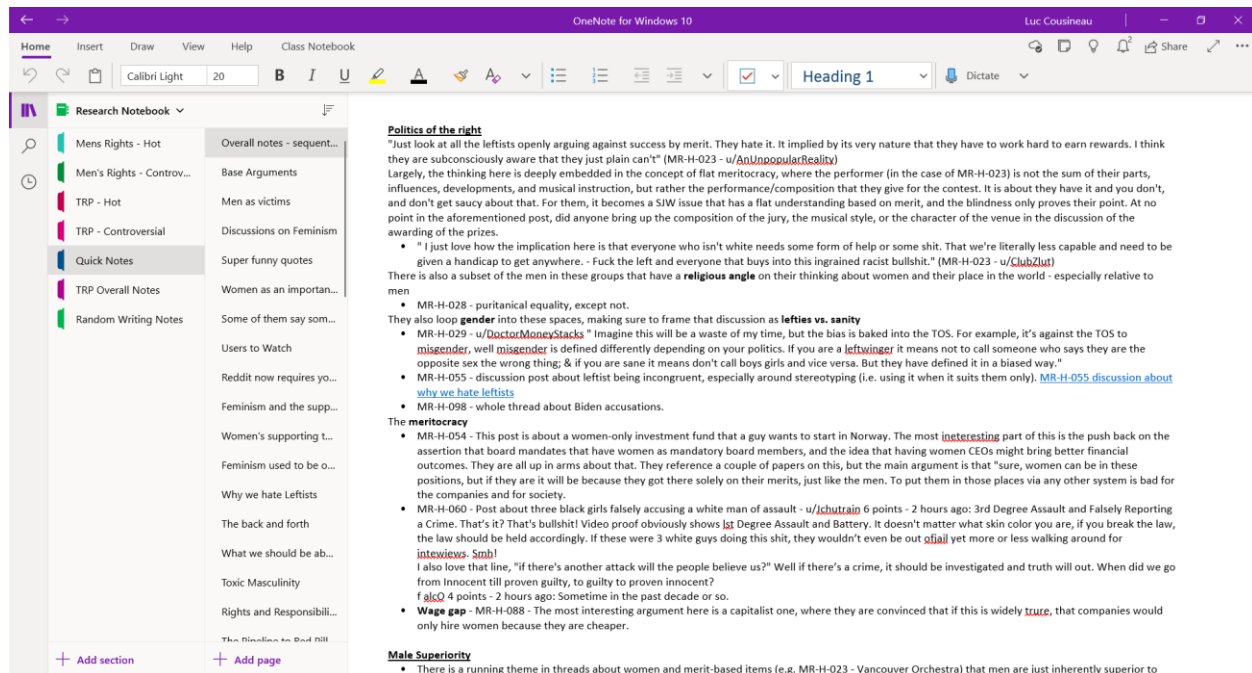 OneNote for Windows 10
Luc Cousineau
Home Insert Draw View Help Class Notebook
2 Share
Calibri Light 20 B I U A Heading 1 Dictate
Research Notebook
Mens Rights - Hot
Men's Rights - Controv...
TRP - Hot
TRP - Controversial
Quick Notes
TRP Overall Notes
Random Writing Notes
Add section
Overall notes - sequent...
Base Arguments
Men as victims
Discussions on Feminism
Super funny quotes
Women as an importan...
Some of them say som...
Users to Watch
Reddit now requires yo...
Feminism and the supp...
Women's supporting t...
Feminism used to be o...
Why we hate Leftists
The back and forth
What we should be ab...
Toxic Masculinity
Rights and Responsibili...
The Pipeline to Red Pill
Add page
Politics of the right
"Just look at all the leftists openly arguing against success by merit. They hate it. It implied by its very nature that they have to work hard to earn rewards. I think
they are subconsciously aware that they just plain can't" (MR-H-023 - u/AnUnpopularReality)
Largely, the thinking here is deeply embedded in the concept of flat meritocracy, where the performer (in the case of MR-H-023) is not the sum of their parts,
influences, developments, and musical instruction, but rather the performance/composition that they give for the contest. It is about they have it and you don't,
and don't get saucy about that. For them, it becomes a SJW issue that has a flat understanding based on merit, and the blindness only proves their point. At no
point in the aforementioned post, did anyone bring up the composition of the jury, the musical style, or the character of the venue in the discussion of the
awarding of the prizes.
• " I just love how the implication here is that everyone who isn't white needs some form of help or some shit. That we're literally less capable and need to be
given a handicap to get anywhere. - Fuck the left and everyone that buys into this ingrained racist bullshit." (MR-H-023 - u/ClubZlut)
There is also a subset of the men in these groups that have a religious angle on their thinking about women and their place in the world - especially relative to
men
• MR-H-028 - puritanical equality, except not.
They also loop gender into these spaces, making sure to frame that discussion as lefties vs. sanity
• MR-H-029 - u/DoctorMoneyStacks " Imagine this will be a waste of my time, but the bias is baked into the TOS. For example, it's against the TOS to
misgender, well misgender is defined differently depending on your politics. If you are a leftwinger it means not to call someone who says they are the
opposite sex the wrong thing; & if you are sane it means don't call boys girls and vice versa. But they have defined it in a biased way."
• MR-H-055 - discussion post about leftist being incongruent, especially around stereotyping (i.e. using it when it suits them only). MR-H-055 discussion about
why we hate leftists
• MR-H-098 - whole thread about Biden accusations.
The meritocracy
• MR-H-054 - This post is about a women-only investment fund that a guy wants to start in Norway. The most ineteresting part of this is the push back on the
assertion that board mandates that have women as mandatory board members, and the idea that having women CEOs might bring better financial
outcomes. They are all up in arms about that. They reference a couple of papers on this, but the main argument is that "sure, women can be in these
positions, but if they are it will be because they got there solely on their merits, just like the men. To put them in those places via any other system is bad for
the companies and for society.
• MR-H-060 - Post about three black girls falsely accusing a white man of assault - u/Jchutrain 6 points - 2 hours ago: 3rd Degree Assault and Falsely Reporting
a Crime. That's it? That's bullshit! Video proof obviously shows lst Degree Assault and Battery. It doesn't matter what skin color you are, if you break the law,
the law should be held accordingly. If these were 3 white guys doing this shit, they wouldn't even be out ofjail yet more or less walking around for
intewiews. Smh!
I also love that line, "if there's another attack will the people believe us?" Well if there's a crime, it should be investigated and truth will out. When did we go
from Innocent till proven guilty, to guilty to proven innocent?
f alcQ 4 points - 2 hours ago: Sometime in the past decade or so.
• Wage gap - MR-H-088 - The most interesting argument here is a capitalist one, where they are convinced that if this is widely trure, that companies would
only hire women because they are cheaper.
Male Superiority
• There is a running theme in threads about women and merit-based items (e.g. MR-H-023 - Vancouver Orchestra) that men are just inherently superior to